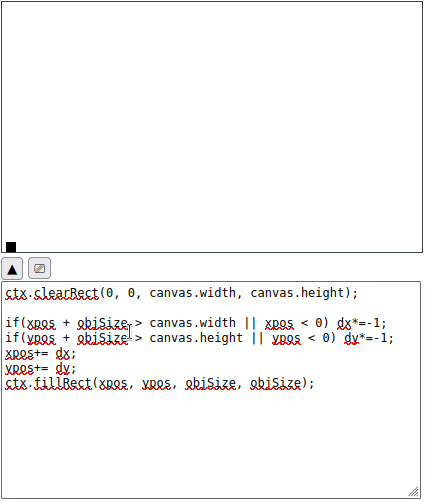 ctx.clearRect(0, 0, canvas.width, canvas.height);
if(xpos + objSize > canvas.width || xpos < 0) dx*=-1;
if(ypos + objSize > canvas.height || ypos < 0) dy*=-1;
xpos+= dx;
ypos+= dy;
ctx.fillRect(xpos, ypos, objSize, objSize);